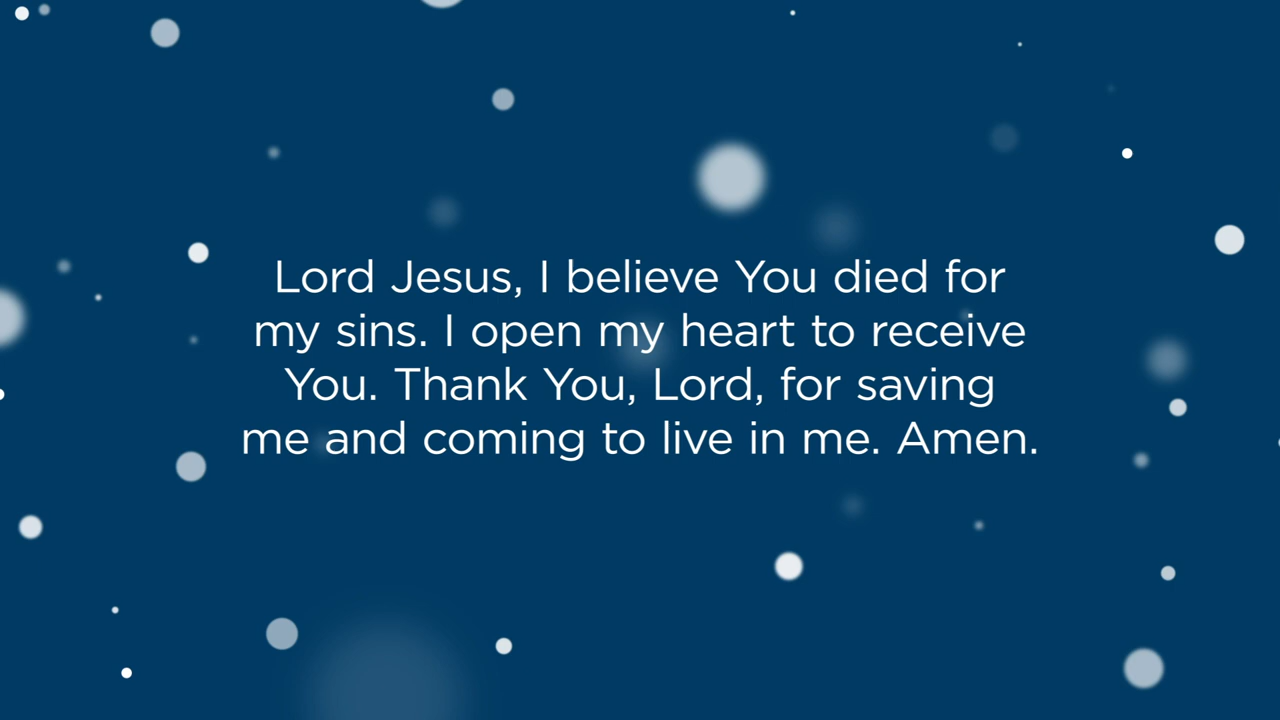 Lord Jesus, I believe You died for
my sins. I open my heart to receive
You. Thank You, Lord, for saving
me and coming to live in me. Amen.